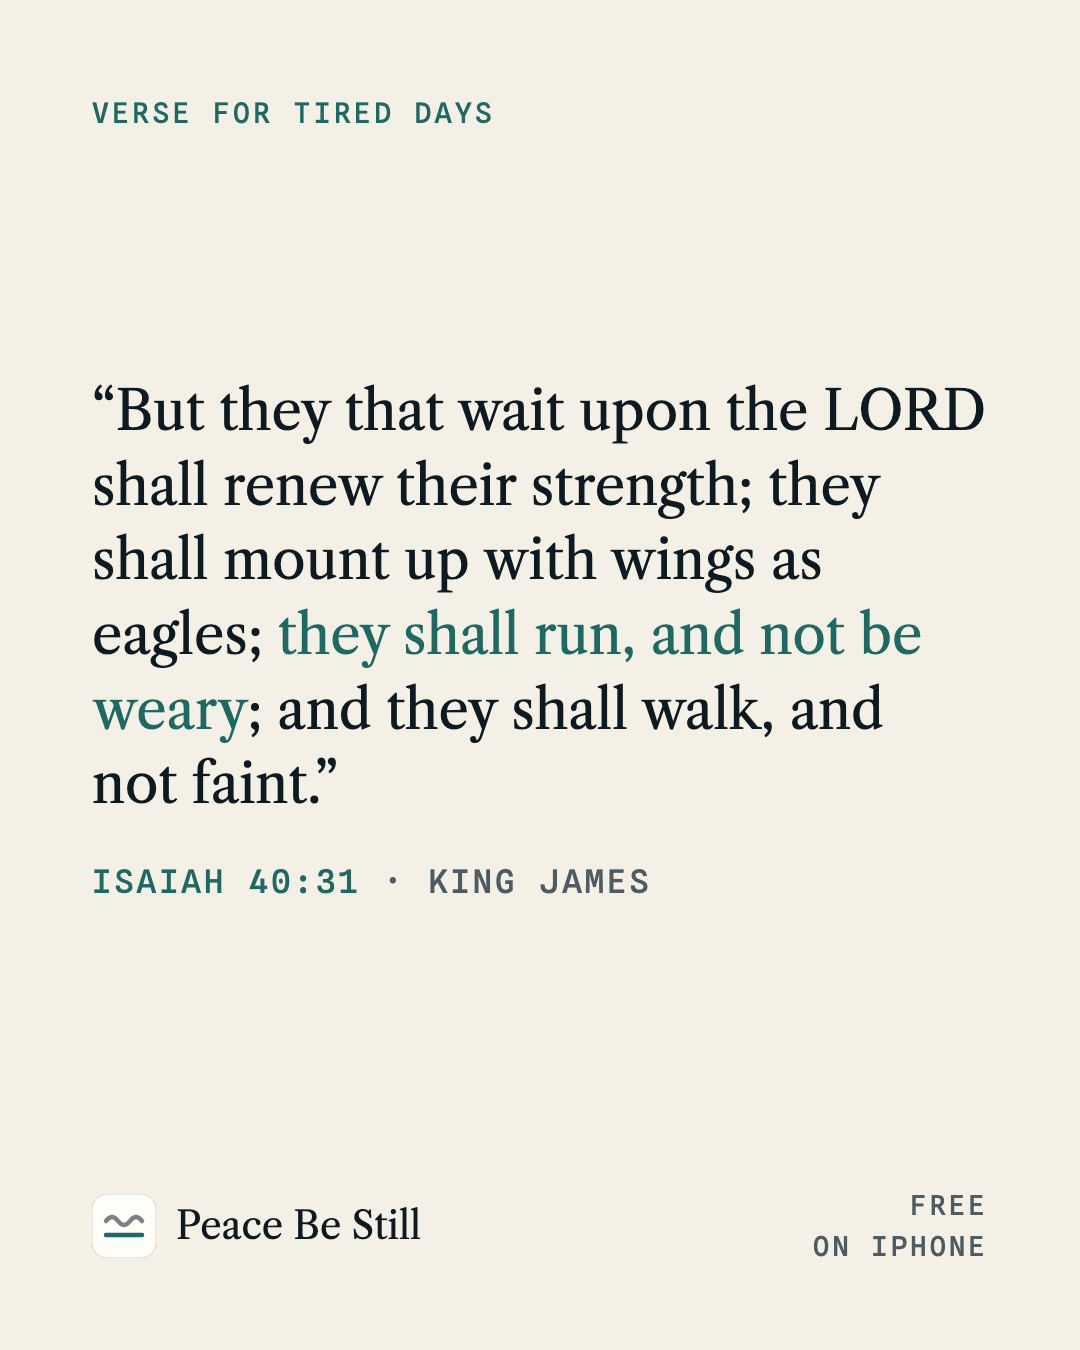 VERSE FOR TIRED DAYS
“But they that wait upon the LORD
shall renew their strength; they
shall mount up with wings as
eagles; they shall run, and not be
weary; and they shall walk, and
not faint.”
ISAIAH 40:31 · KING JAMES
Peace Be Still
FREE
ON IPHONE